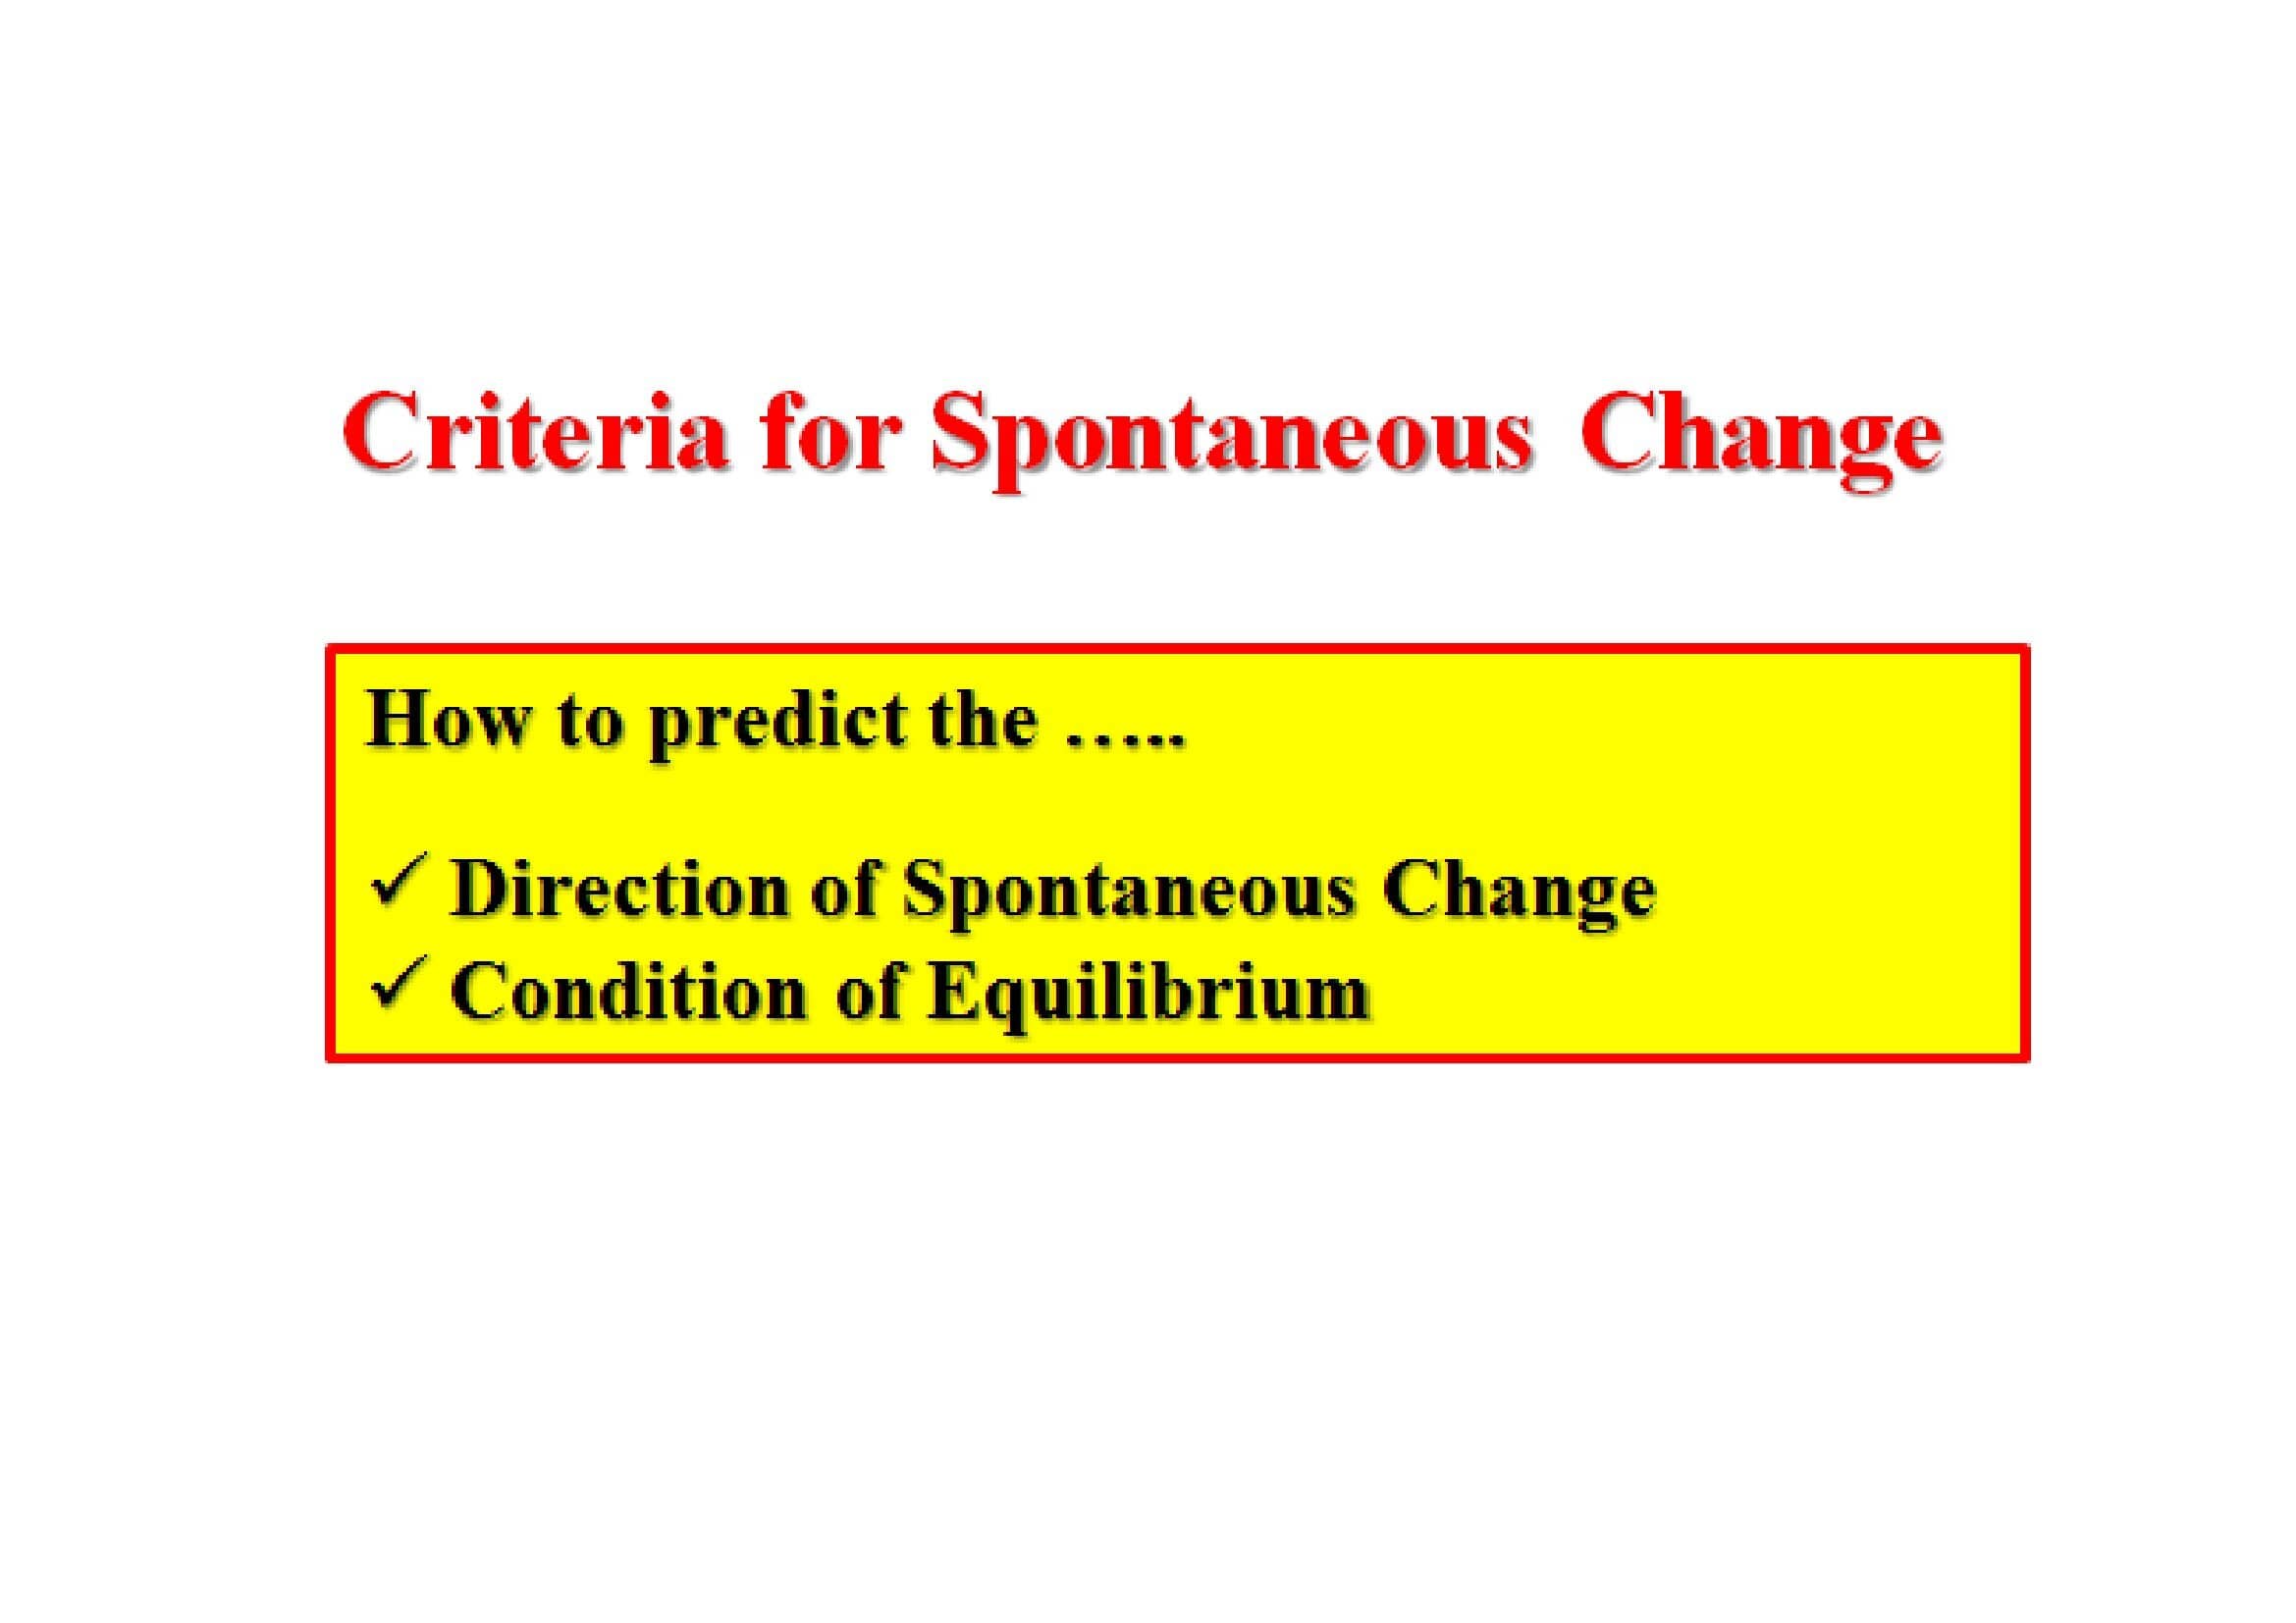 Criteria for Spontaneous Change
How to predict the …..
✓ Direction of Spontaneous Change
✓ Condition of Equilibrium